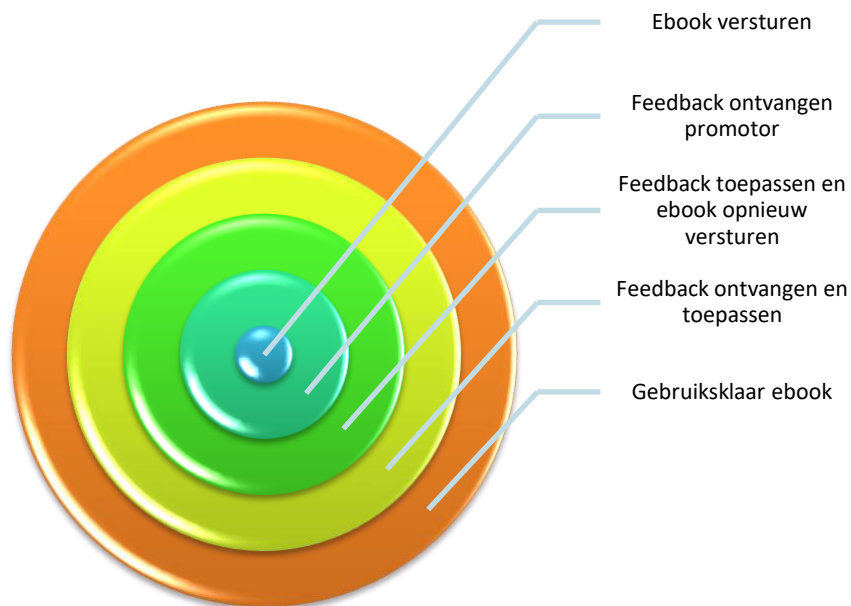 Ebook versturen
Feedback ontvangen
promotor
Feedback toepassen en
ebook opnieuw
versturen
Feedback ontvangen en
toepassen
Gebruiksklaar ebook